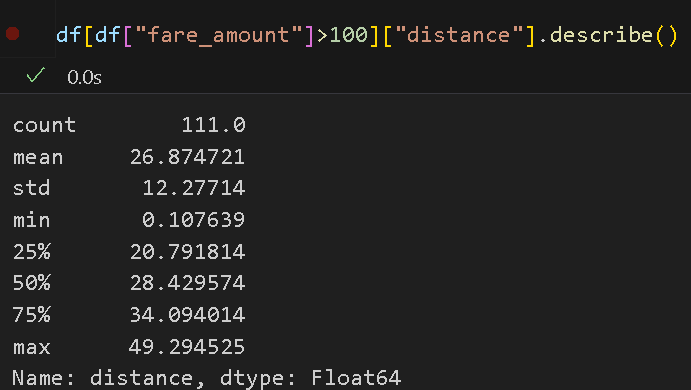 df[df["fare_amount"]>100]["distance"].describe()
0.0s
count 111.0
mean 26.874721
std 12.27714
min 0.107639
25% 20.791814
50% 28.429574
75% 34.094014
max 49.294525
Name: distance, dtype: Float64